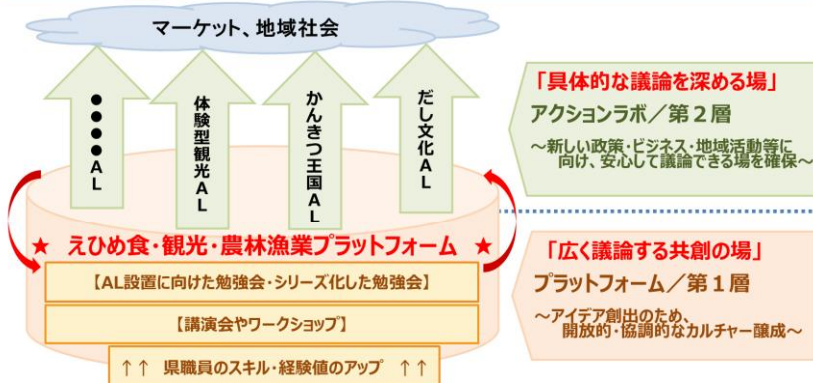 マーケット、地域社会
●●●●AL
体験型観光AL
かんきつ王国AL
だし文化AL
★ えひめ食・観光・農林漁業プラットフォーム ★
【AL設置に向けた勉強会・シリーズ化した勉強会】
【講演会やワークショップ】
↑↑ 県職員のスキル・経験値のアップ ↑↑
「具体的な議論を深める場」
アクションラボ／第２層
～新しい政策・ビジネス・地域活動等に
向け、安心して議論できる場を確保～
「広く議論する共創の場」
プラットフォーム／第１層
～アイデア創出のため、
開放的・協調的なカルチャー醸成～